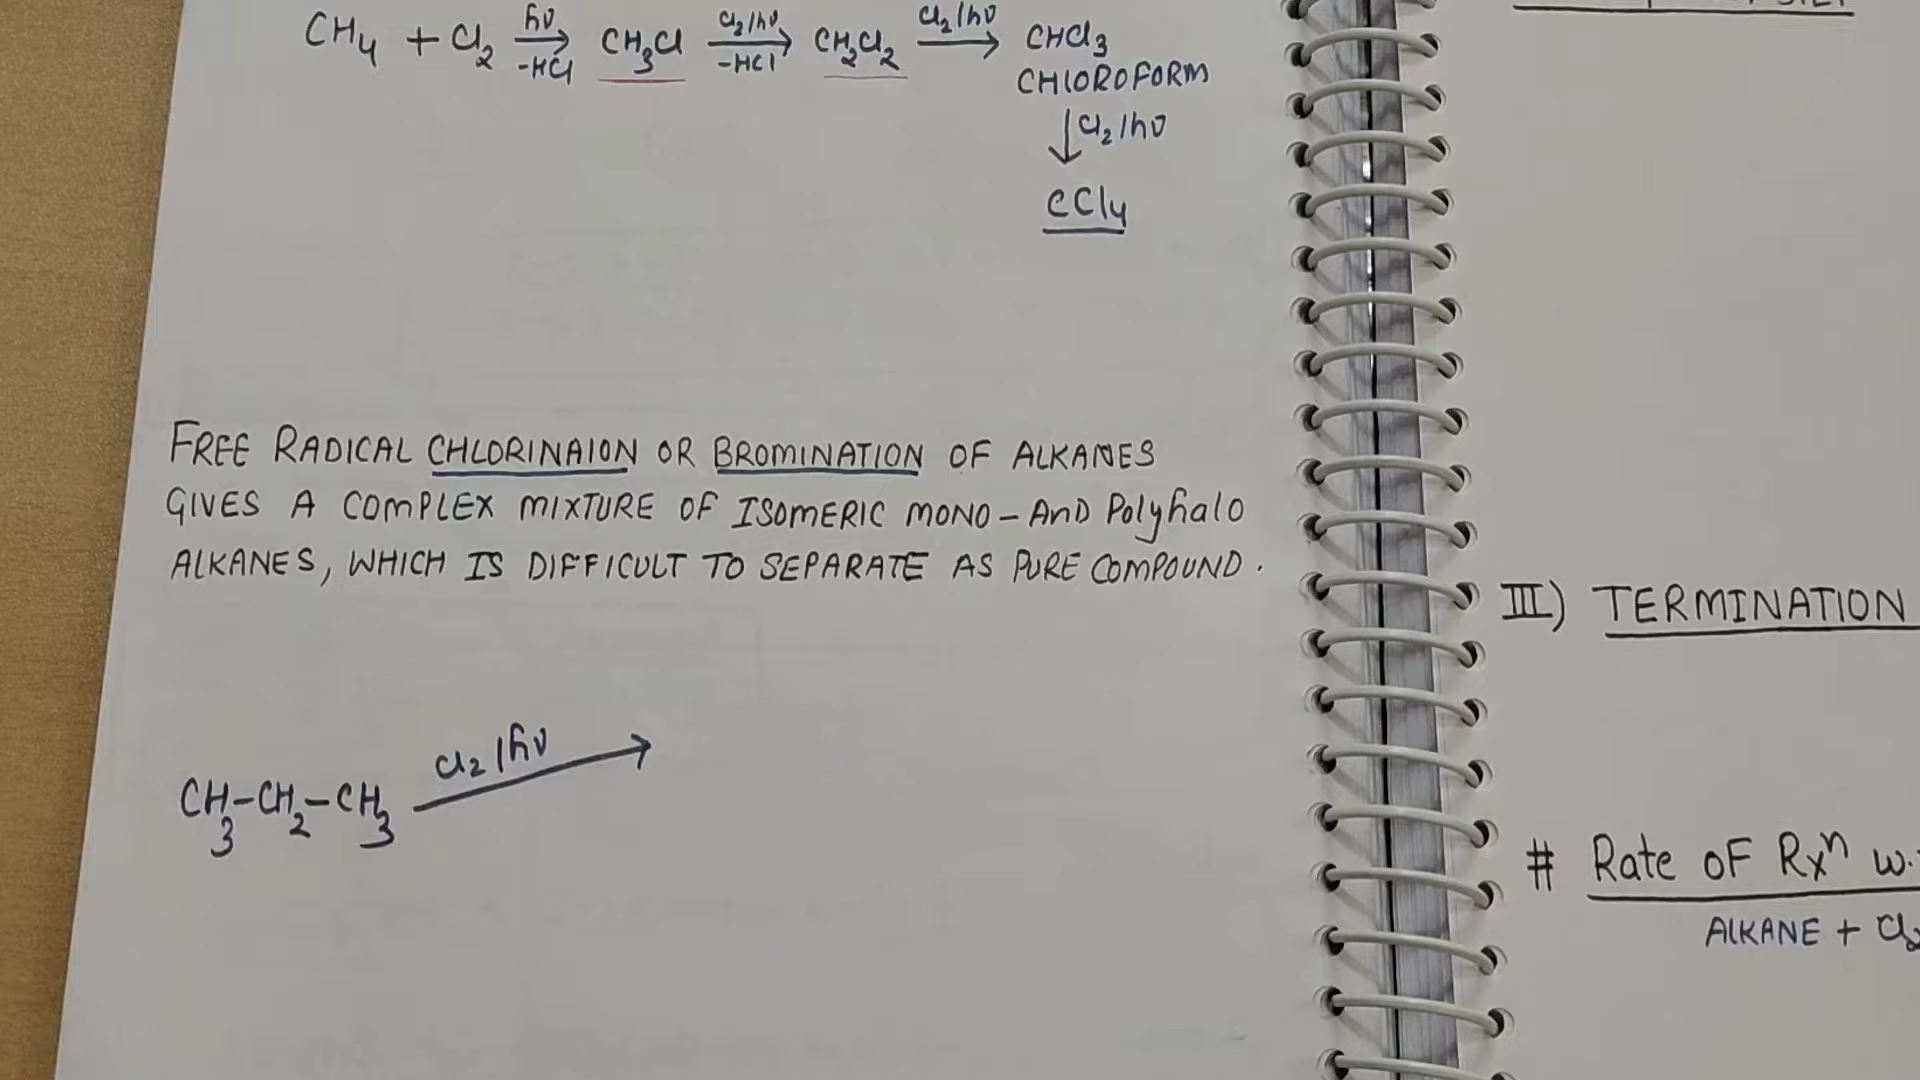 CH4 + Cl2 hν → -HCl CH3Cl Cl2/hν → -HCl CH2Cl2 Cl2/hν → CHCl3
CHLOROFORM
↓ Cl2/hν
CCl4
FREE RADICAL CHLORINAION OR BROMINATION OF ALKANES
GIVES A COMPLEX MIXTURE OF ISOMERIC MONO - AND Polyhalo
ALKANES, WHICH IS DIFFICULT TO SEPARATE AS PURE COMPOUND.
CH3-CH2-CH3 Cl2/hν →
III) TERMINATION
# Rate OF Rxn w.
ALKANE + Cl2